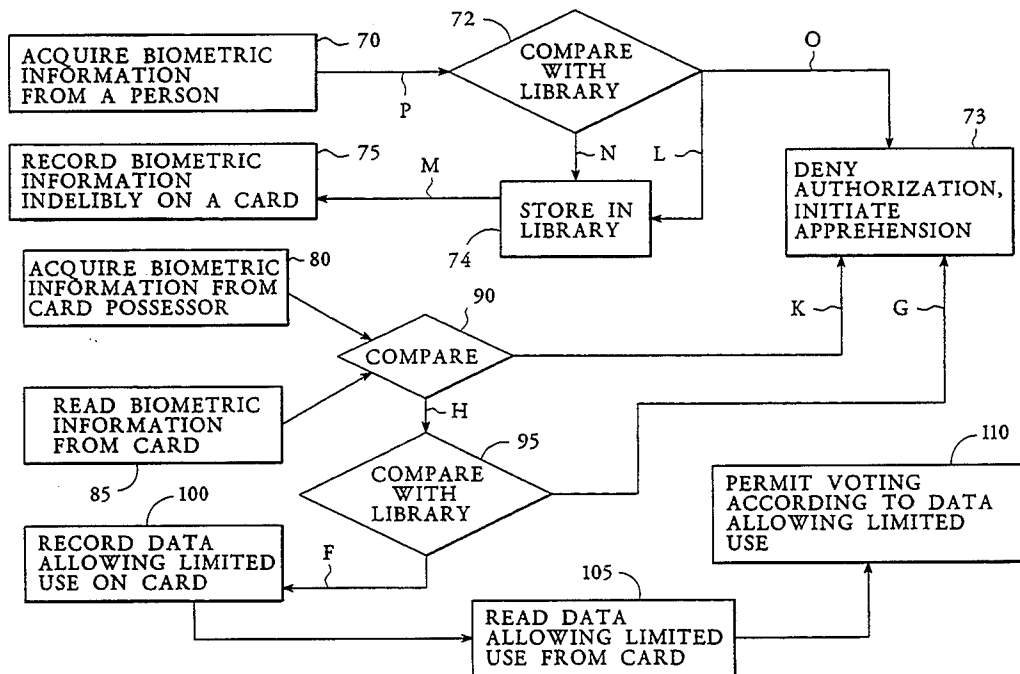 70
ACQUIRE BIOMETRIC
INFORMATION
FROM A PERSON
P
72
COMPARE
WITH
LIBRARY
O
N
L
73
DENY
AUTHORIZATION,
INITIATE
APPREHENSION
75
RECORD BIOMETRIC
INFORMATION
INDELIBLY ON A CARD
M
STORE IN
LIBRARY
74
80
ACQUIRE BIOMETRIC
INFORMATION FROM
CARD POSSESSOR
90
COMPARE
K
G
H
READ BIOMETRIC
INFORMATION
FROM CARD
85
95
COMPARE
WITH
LIBRARY
110
PERMIT VOTING
ACCORDING TO DATA
ALLOWING LIMITED
USE
100
RECORD DATA
ALLOWING LIMITED
USE ON CARD
F
105
READ DATA
ALLOWING LIMITED
USE FROM CARD